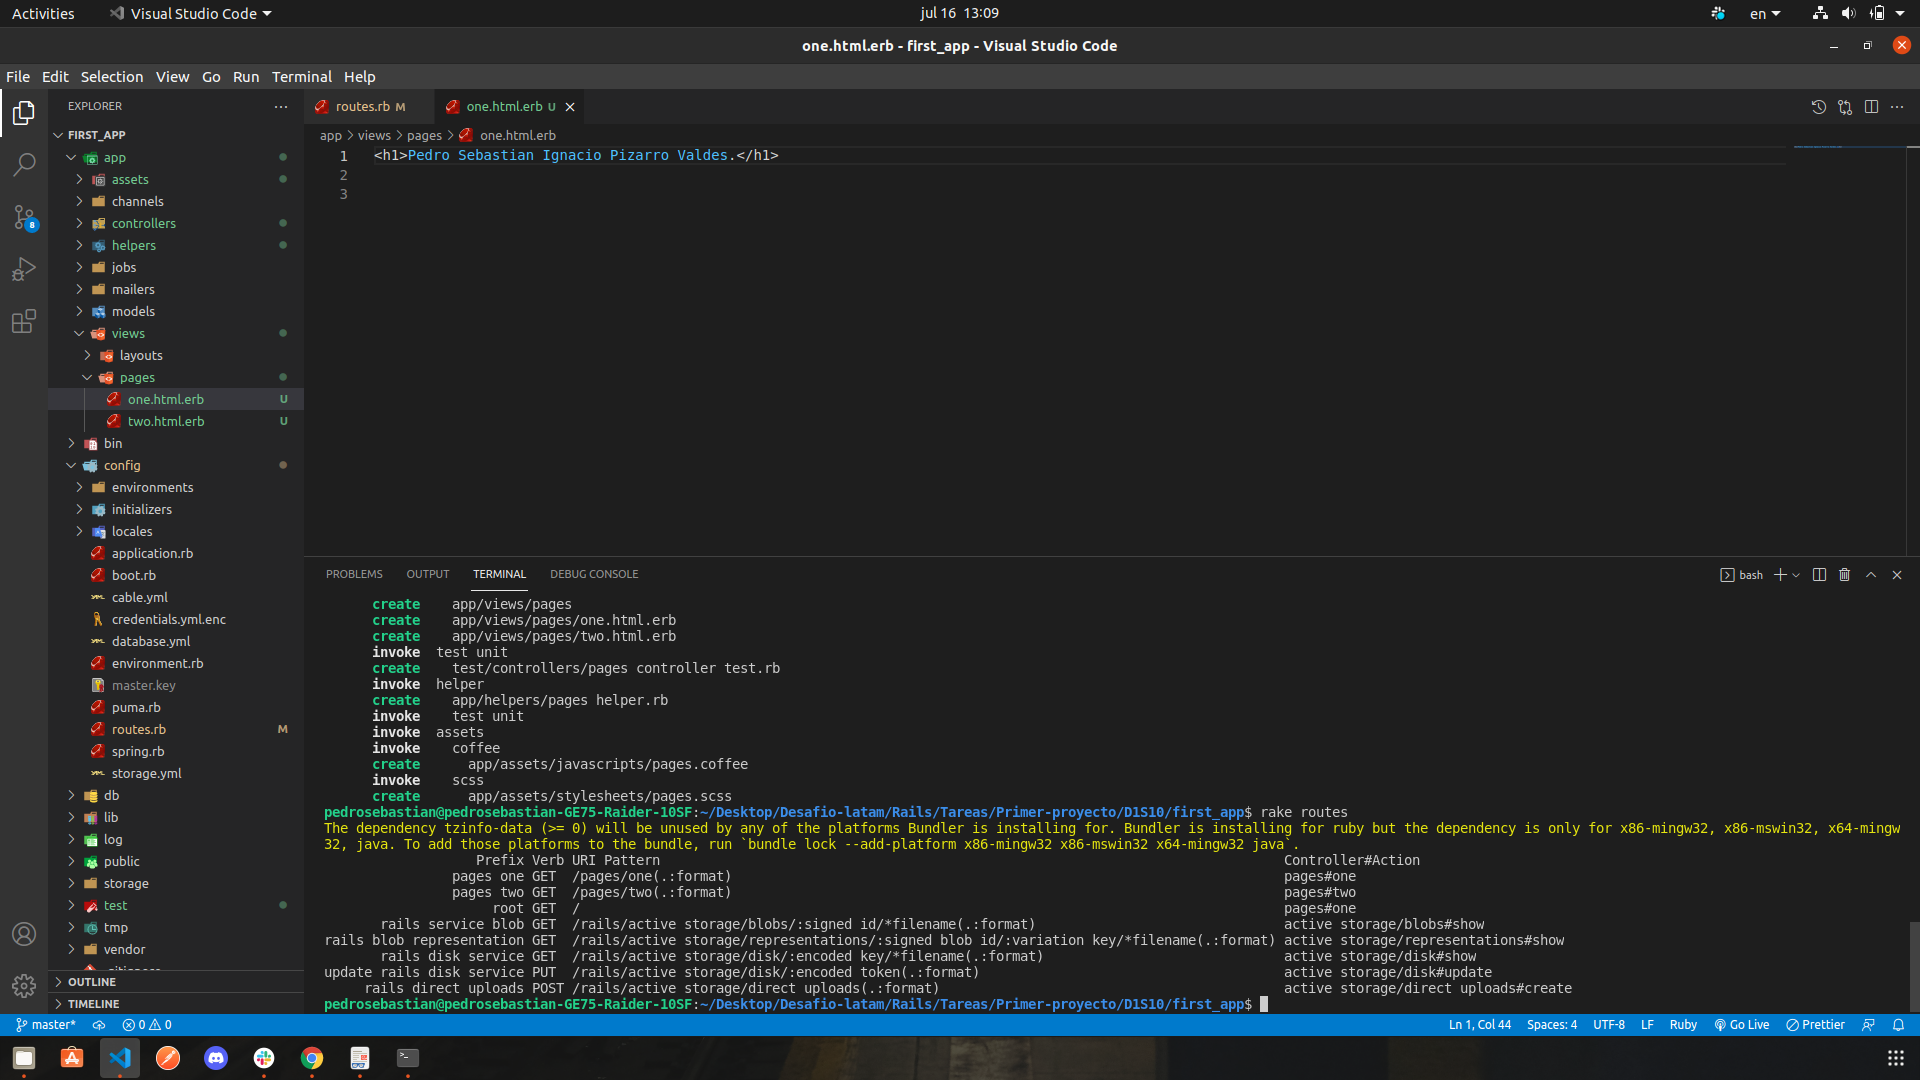 Activities
Visual Studio Code
jul 16 13:09
en
one.html.erb - first_app - Visual Studio Code
File Edit Selection View Go Run Terminal Help
EXPLORER
FIRST_APP
app
assets
channels
controllers
helpers
jobs
mailers
models
views
layouts
pages
one.html.erb U
two.html.erb U
bin
config
environments
initializers
locales
application.rb
boot.rb
cable.yml
credentials.yml.enc
database.yml
environment.rb
master.key
puma.rb
routes.rb M
spring.rb
storage.yml
db
lib
log
public
storage
test
tmp
vendor
OUTLINE
TIMELINE
8
routes.rb M
one.html.erb U
app > views > pages > one.html.erb
1 <h1>Pedro Sebastian Ignacio Pizarro Valdes.</h1>
2
3
PROBLEMS OUTPUT TERMINAL DEBUG CONSOLE
bash
create app/views/pages
create app/views/pages/one.html.erb
create app/views/pages/two.html.erb
invoke test unit
create test/controllers/pages controller test.rb
invoke helper
create app/helpers/pages helper.rb
invoke test unit
invoke assets
invoke coffee
create app/assets/javascripts/pages.coffee
invoke scss
create app/assets/stylesheets/pages.scss
pedrosebastian@pedrosebastian-GE75-Raider-10SF:~/Desktop/Desafio-latam/Rails/Tareas/Primer-proyecto/D1S10/first_app$ rake routes
The dependency tzinfo-data (>= 0) will be unused by any of the platforms Bundler is installing for. Bundler is installing for ruby but the dependency is only for x86-mingw32, x86-mswin32, x64-mingw
32, java. To add those platforms to the bundle, run `bundle lock --add-platform x86-mingw32 x86-mswin32 x64-mingw32 java`.
Prefix Verb URI Pattern Controller#Action
pages one GET /pages/one(.:format) pages#one
pages two GET /pages/two(.:format) pages#two
root GET / pages#one
rails service blob GET /rails/active storage/blobs/:signed id/*filename(.:format) active storage/blobs#show
rails blob representation GET /rails/active storage/representations/:signed blob id/:variation key/*filename(.:format) active storage/representations#show
rails disk service GET /rails/active storage/disk/:encoded key/*filename(.:format) active storage/disk#show
update rails disk service PUT /rails/active storage/disk/:encoded token(.:format) active storage/disk#update
rails direct uploads POST /rails/active storage/direct uploads(.:format) active storage/direct uploads#create
pedrosebastian@pedrosebastian-GE75-Raider-10SF:~/Desktop/Desafio-latam/Rails/Tareas/Primer-proyecto/D1S10/first_app$
master* 0 0
Ln 1, Col 44 Spaces: 4 UTF-8 LF Ruby Go Live Prettier